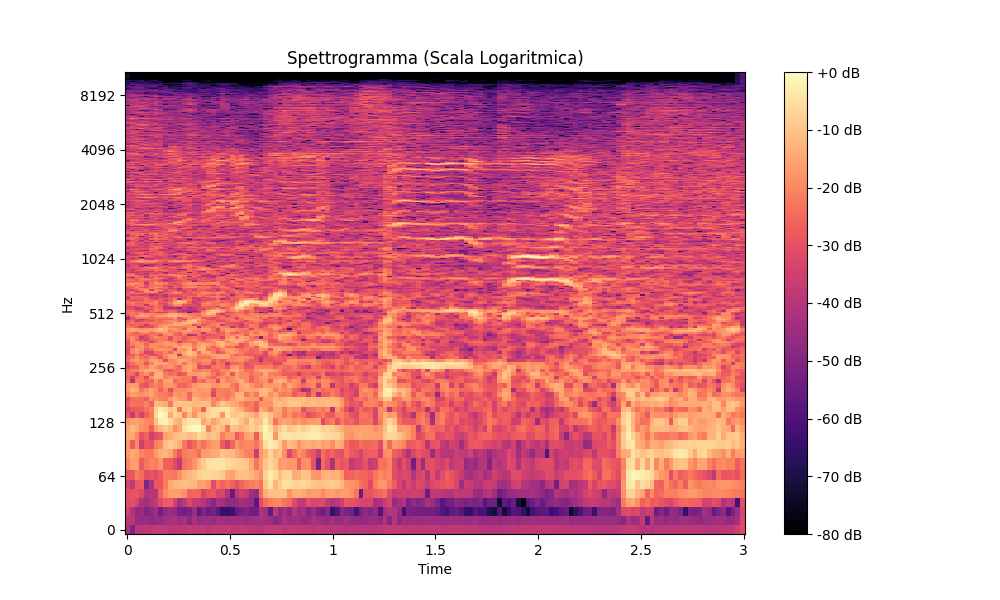 Spettrogramma (Scala Logaritmica)
8192
4096
2048
1024
512
256
128
64
0
Hz
0
0.5
1
1.5
2
2.5
3
Time
+0 dB
-10 dB
-20 dB
-30 dB
-40 dB
-50 dB
-60 dB
-70 dB
-80 dB